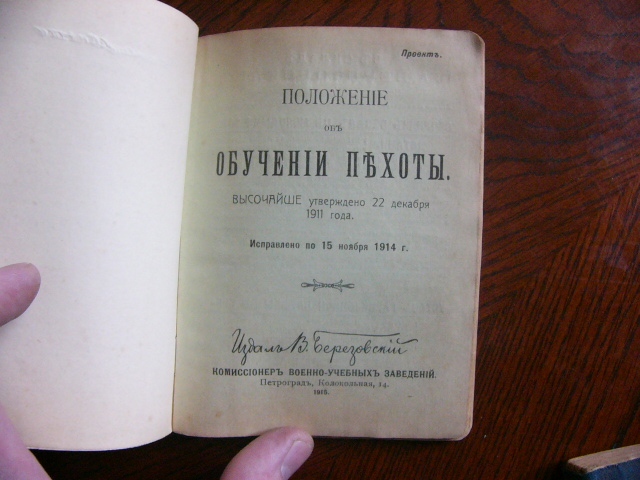 Проектъ.
ПОЛОЖЕНІЕ
ОБЪ
ОБУЧЕНІИ ПѢХОТЫ.
ВЫСОЧАЙШЕ утверждено 22 декабря
1911 года.
Исправлено по 15 ноября 1914 г.
Издалъ В. Березовскій
КОМИССІОНЕРЪ ВОЕННО-УЧЕБНЫХЪ ЗАВЕДЕНІЙ.
Петроградъ, Колокольная, 14.
1915.